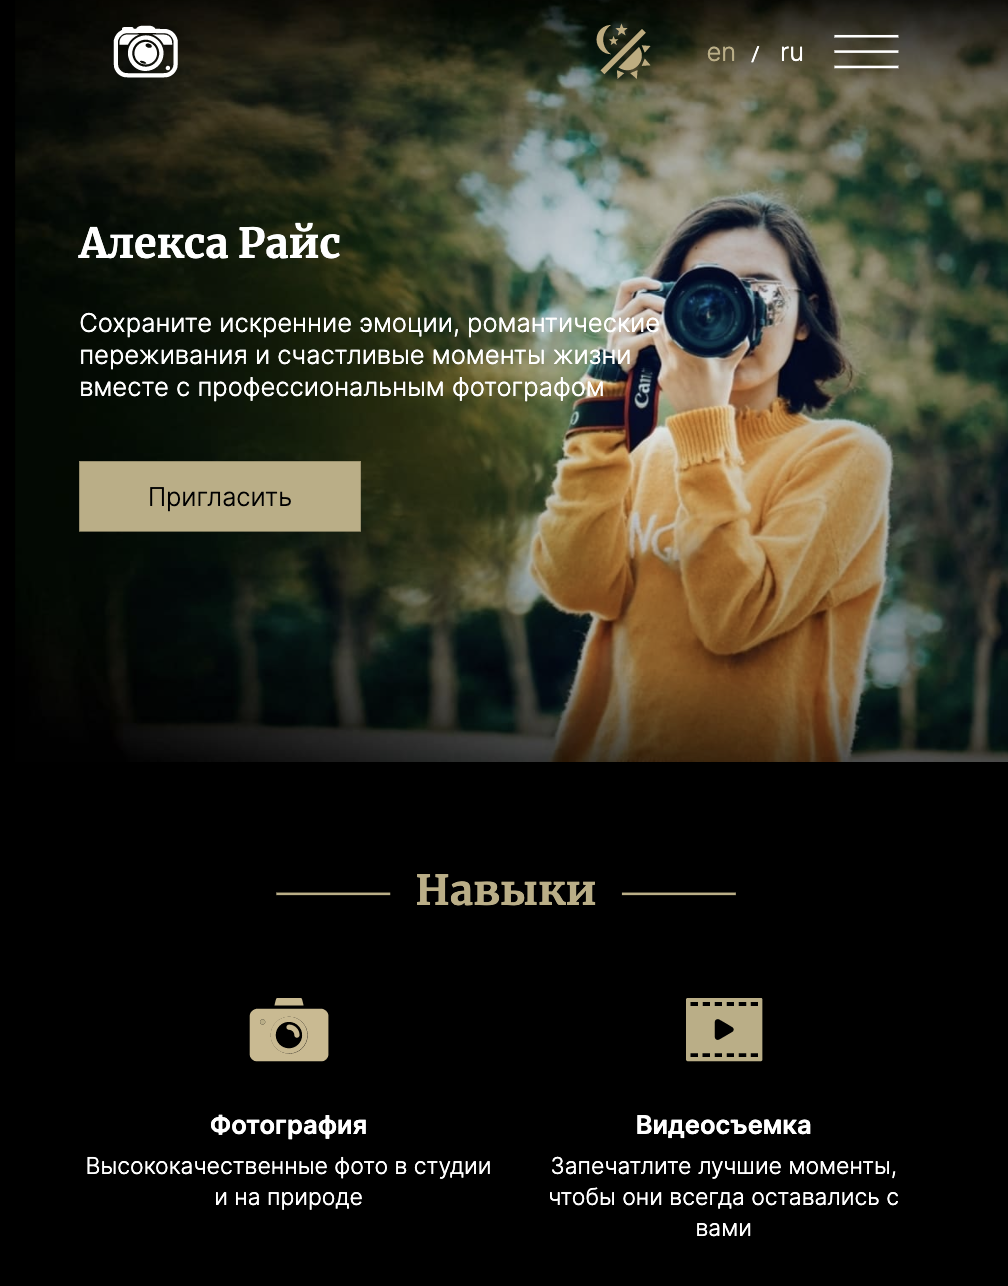 en / ru
Алекса Райс
Сохраните искренние эмоции, романтические
переживания и счастливые моменты жизни
вместе с профессиональным фотографом
Can
Пригласить
Навыки
Фотография
Видеосъемка
Высококачественные фото в студии
и на природе
Запечатлите лучшие моменты,
чтобы они всегда оставались с
вами